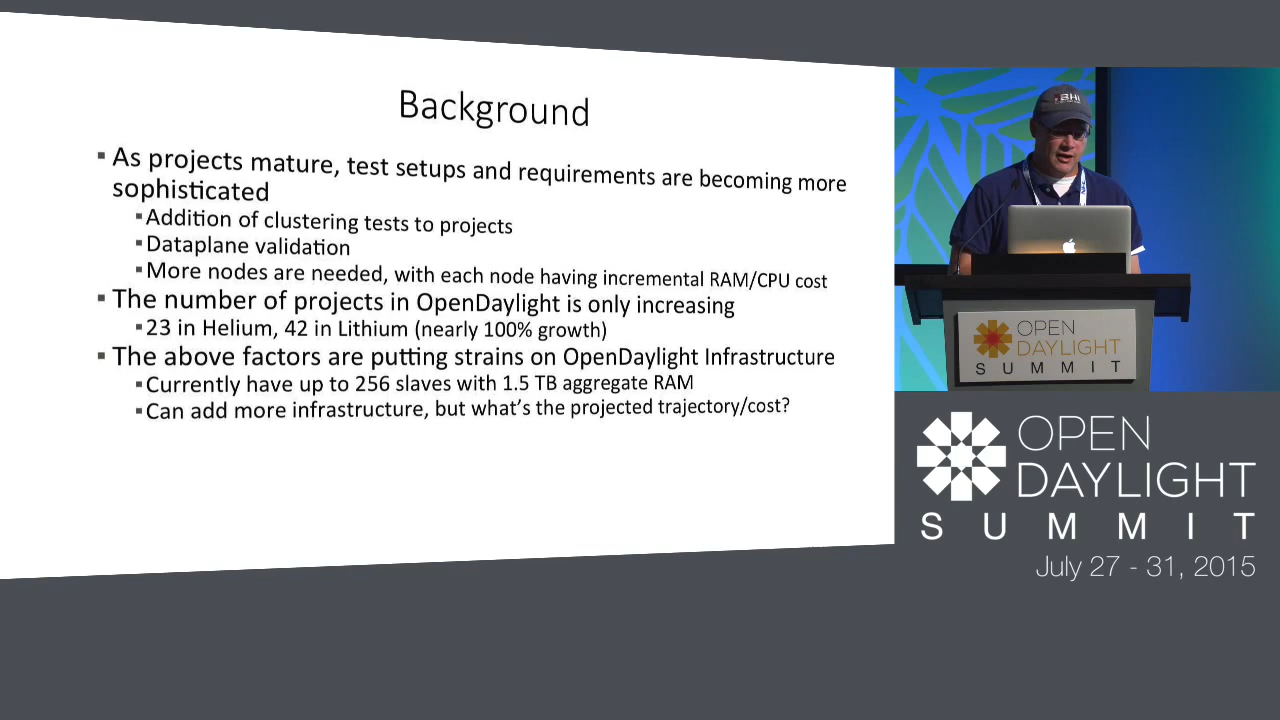 Background
▪ As projects mature, test setups and requirements are becoming more
sophisticated
▪ Addition of clustering tests to projects
▪ Dataplane validation
▪ More nodes are needed, with each node having incremental RAM/CPU cost
▪ The number of projects in OpenDaylight is only increasing
▪ 23 in Helium, 42 in Lithium (nearly 100% growth)
▪ The above factors are putting strains on OpenDaylight Infrastructure
▪ Currently have up to 256 slaves with 1.5 TB aggregate RAM
▪ Can add more infrastructure, but what's the projected trajectory/cost?
BHI
OPEN
DAYLIGHT
SUMMIT
OPEN
DAYLIGHT
SUMMIT
July 27 - 31, 2015